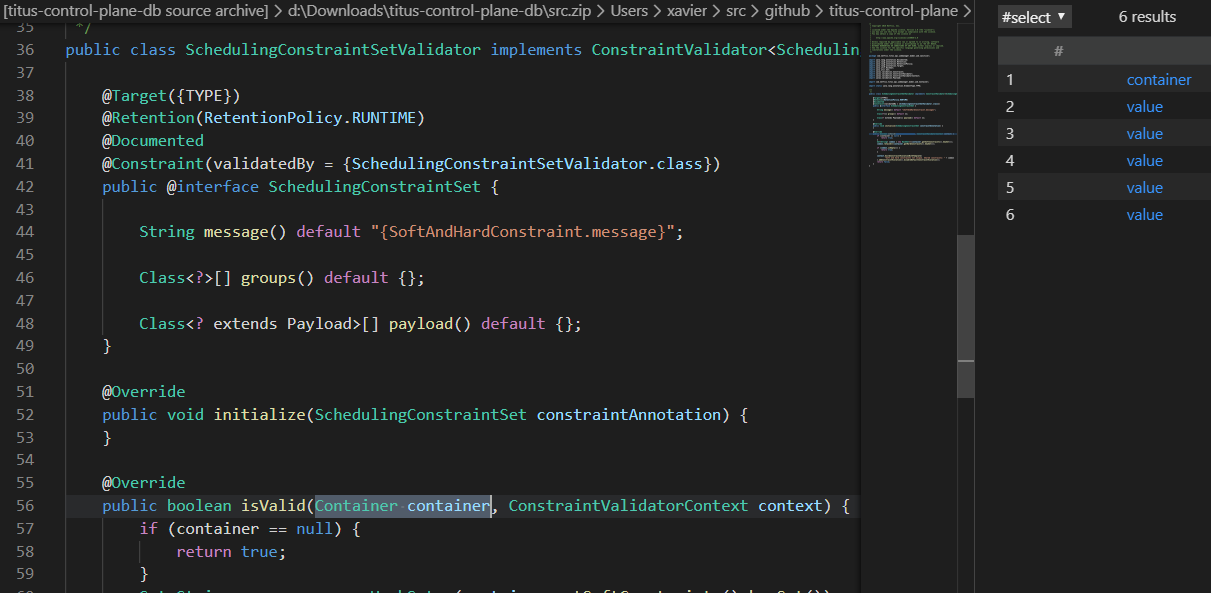 [titus-control-plane-db source archive] > d:\Downloads\titus-control-plane-db\src.zip > Users > xavier > src > github > titus-control-plane >
#select ▼ 6 results
#
1 container
2 value
3 value
4 value
5 value
6 value
35 */
36 public class SchedulingConstraintSetValidator implements ConstraintValidator<Schedulin
37
38 @Target({TYPE})
39 @Retention(RetentionPolicy.RUNTIME)
40 @Documented
41 @Constraint(validatedBy = {SchedulingConstraintSetValidator.class})
42 public @interface SchedulingConstraintSet {
43
44 String message() default "{SoftAndHardConstraint.message}";
45
46 Class<?>[] groups() default {};
47
48 Class<? extends Payload>[] payload() default {};
49 }
50
51 @Override
52 public void initialize(SchedulingConstraintSet constraintAnnotation) {
53 }
54
55 @Override
56 public boolean isValid(Container container, ConstraintValidatorContext context) {
57 if (container == null) {
58 return true;
59 }